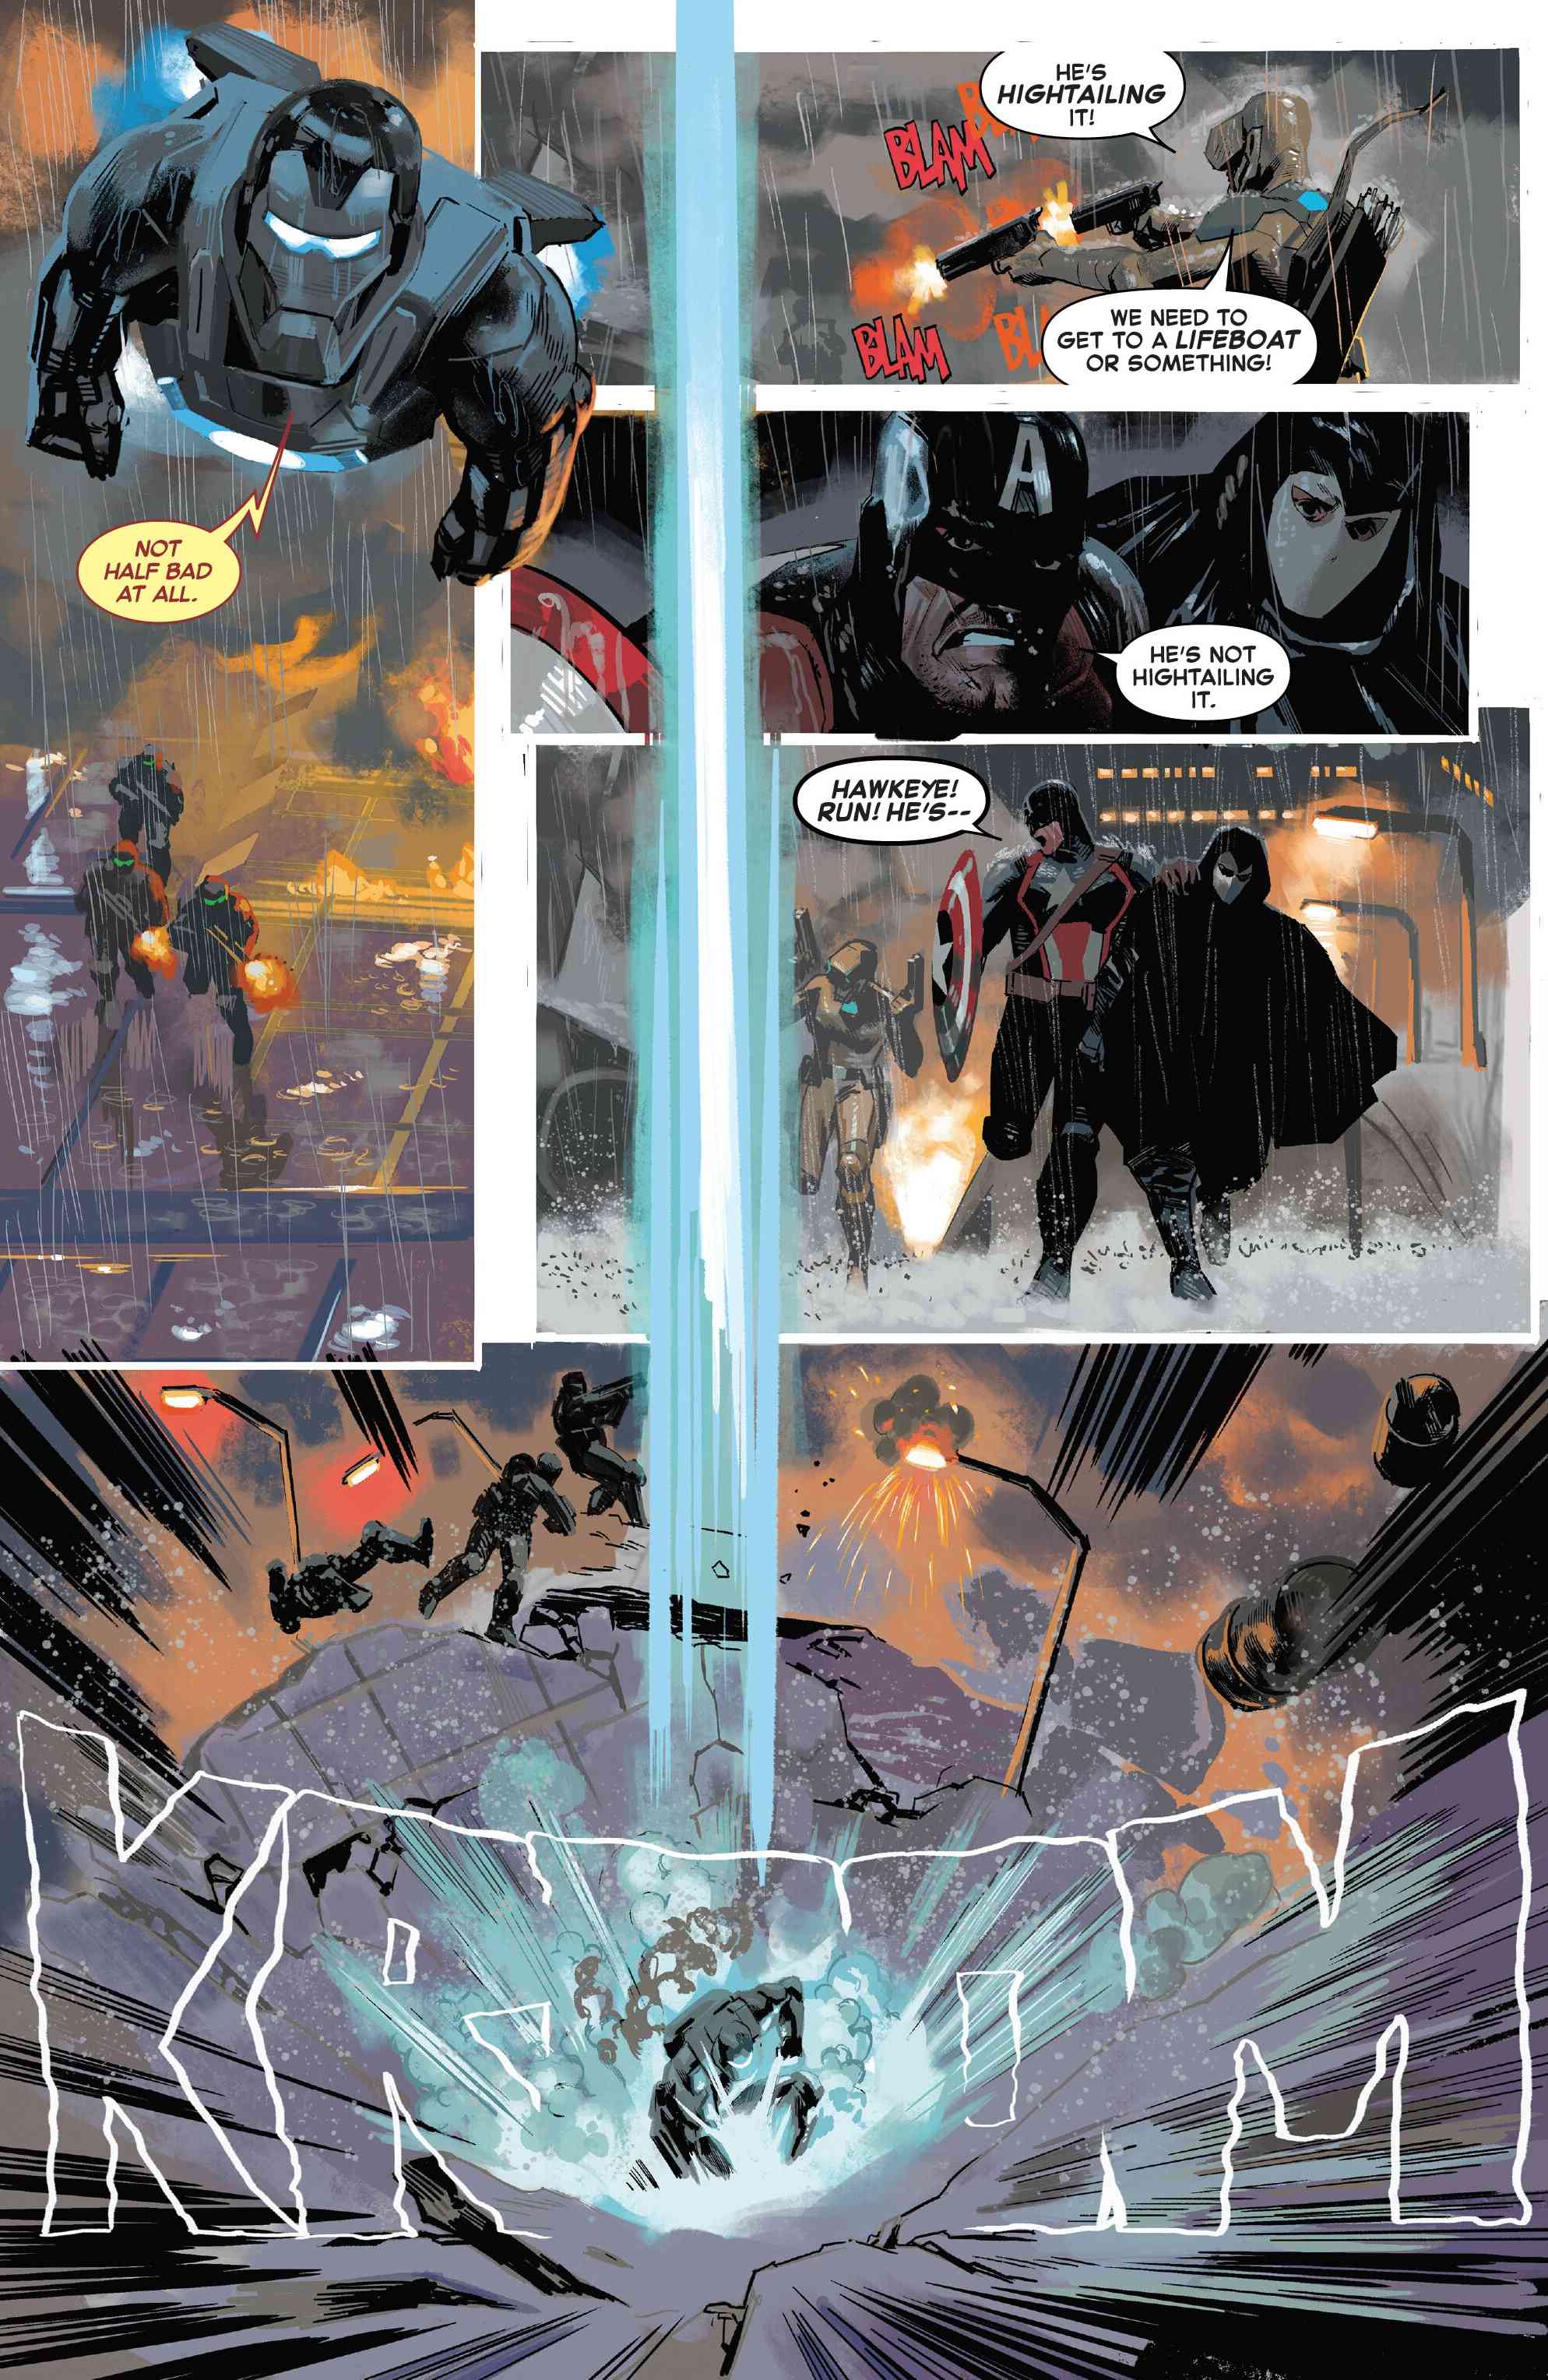 NOT
HALF BAD
AT ALL.
HE'S
HIGHTAILING
IT!
BLAM
BLAM
WE NEED TO
GET TO A LIFEBOAT
OR SOMETHING!
HE'S NOT
HIGHTAILING
IT.
A
HAWKEYE!
RUN! HE'S--